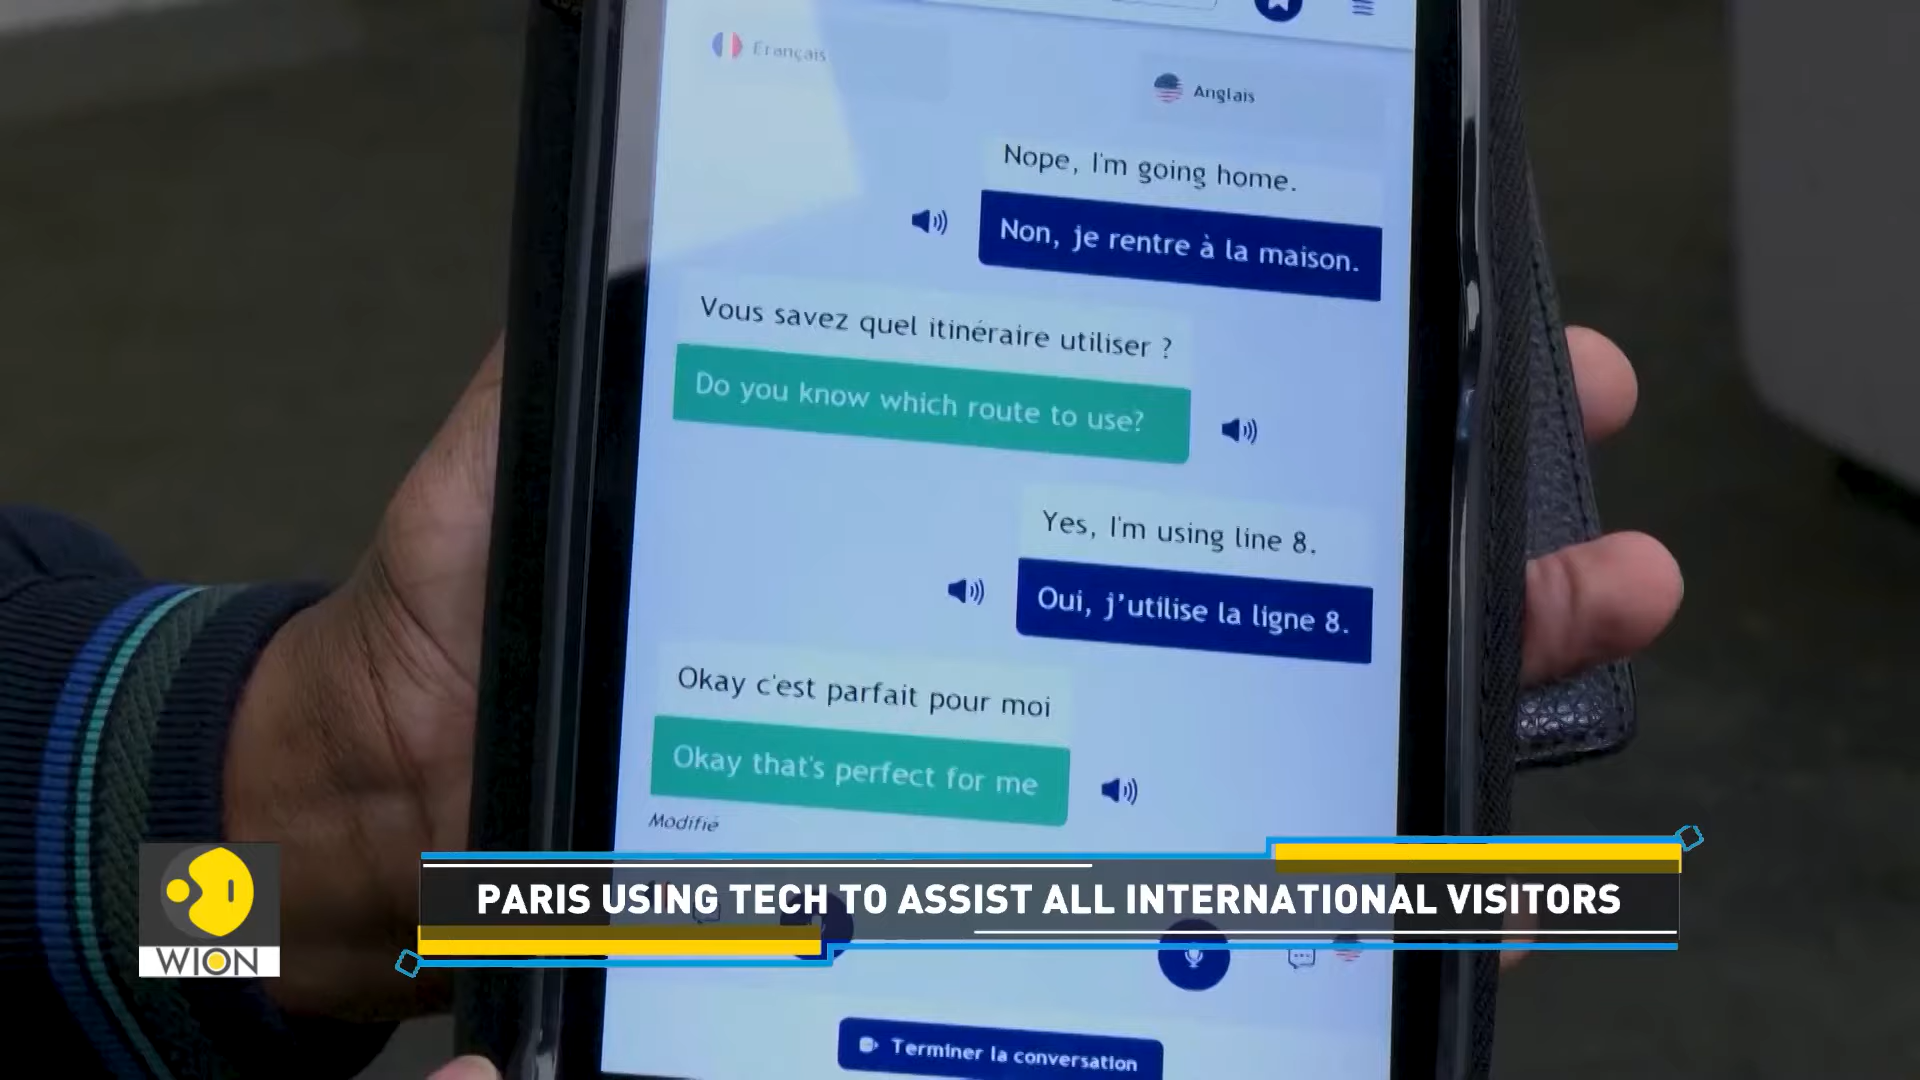 Français
Anglais
Nope, I'm going home.
Non, je rentre à la maison.
Vous savez quel itinéraire utiliser ?
Do you know which route to use?
Yes, I'm using line 8.
Oui, j'utilise la ligne 8.
Okay c'est parfait pour moi
Okay that's perfect for me
Modifié
PARIS USING TECH TO ASSIST ALL INTERNATIONAL VISITORS
WION
Terminer la conversation